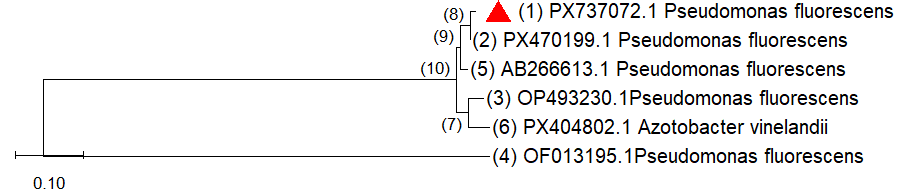 (8) (1) PX737072.1 Pseudomonas fluorescens
(9) (2) PX470199.1 Pseudomonas fluorescens
(10) (5) AB266613.1 Pseudomonas fluorescens
(3) OP493230.1Pseudomonas fluorescens
(7) (6) PX404802.1 Azotobacter vinelandii
(4) OF013195.1Pseudomonas fluorescens
0.10